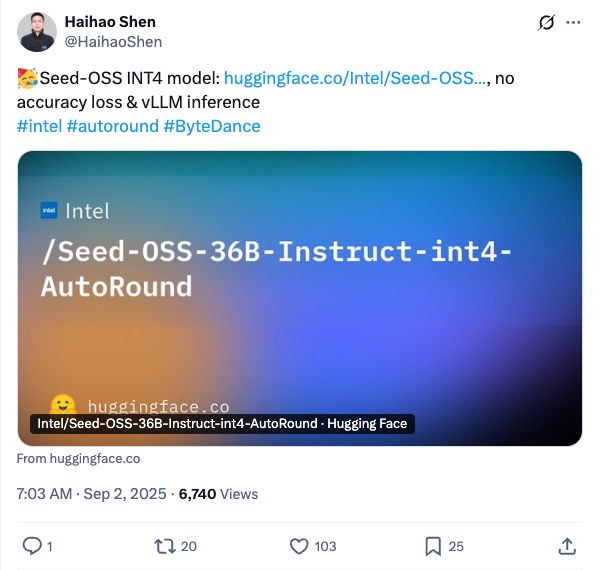 Haihao Shen
@HaihaoShen
🥳Seed-OSS INT4 model: huggingface.co/Intel/Seed-OSS..., no
accuracy loss & vLLM inference
#intel #autoround #ByteDance
intel Intel
/Seed-OSS-36B-Instruct-int4-
AutoRound
🤗 huggingface.co
Intel/Seed-OSS-36B-Instruct-int4-AutoRound · Hugging Face
From huggingface.co
7:03 AM · Sep 2, 2025 · 6,740 Views
1 20 103 25